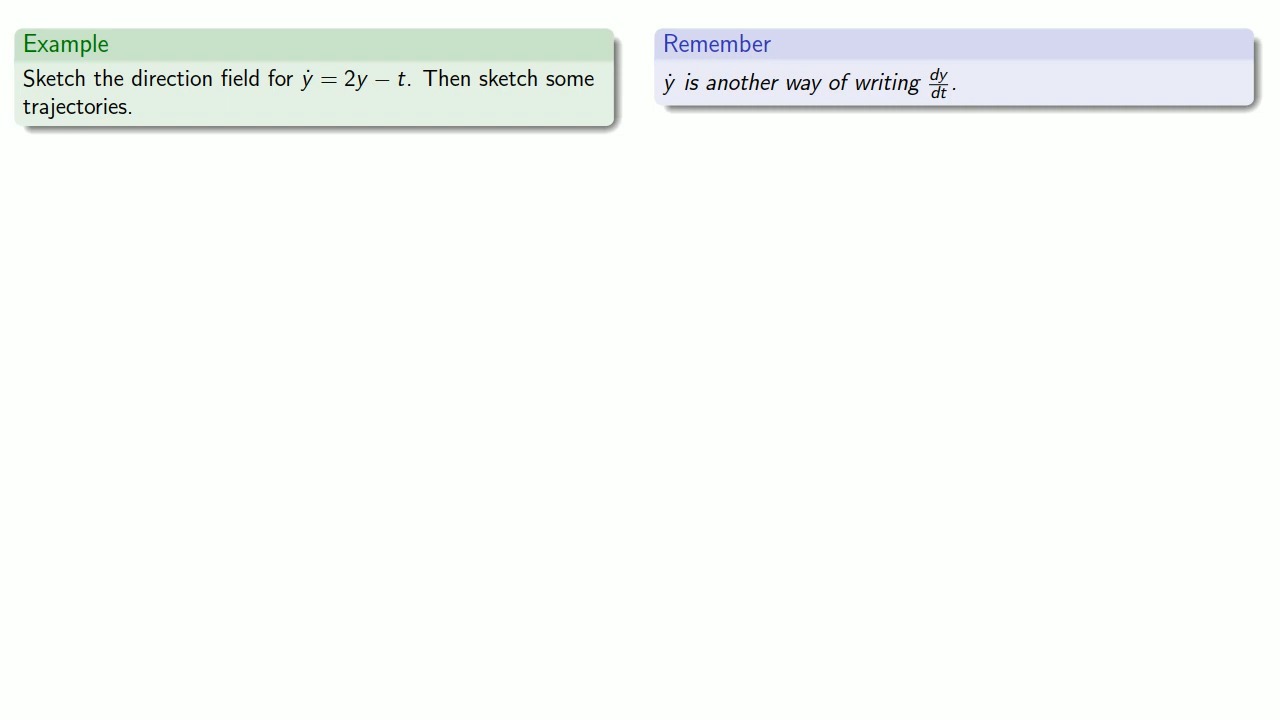 Example
Sketch the direction field for ẏ = 2y − t. Then sketch some
trajectories.
Remember
ẏ is another way of writing dy/dt.